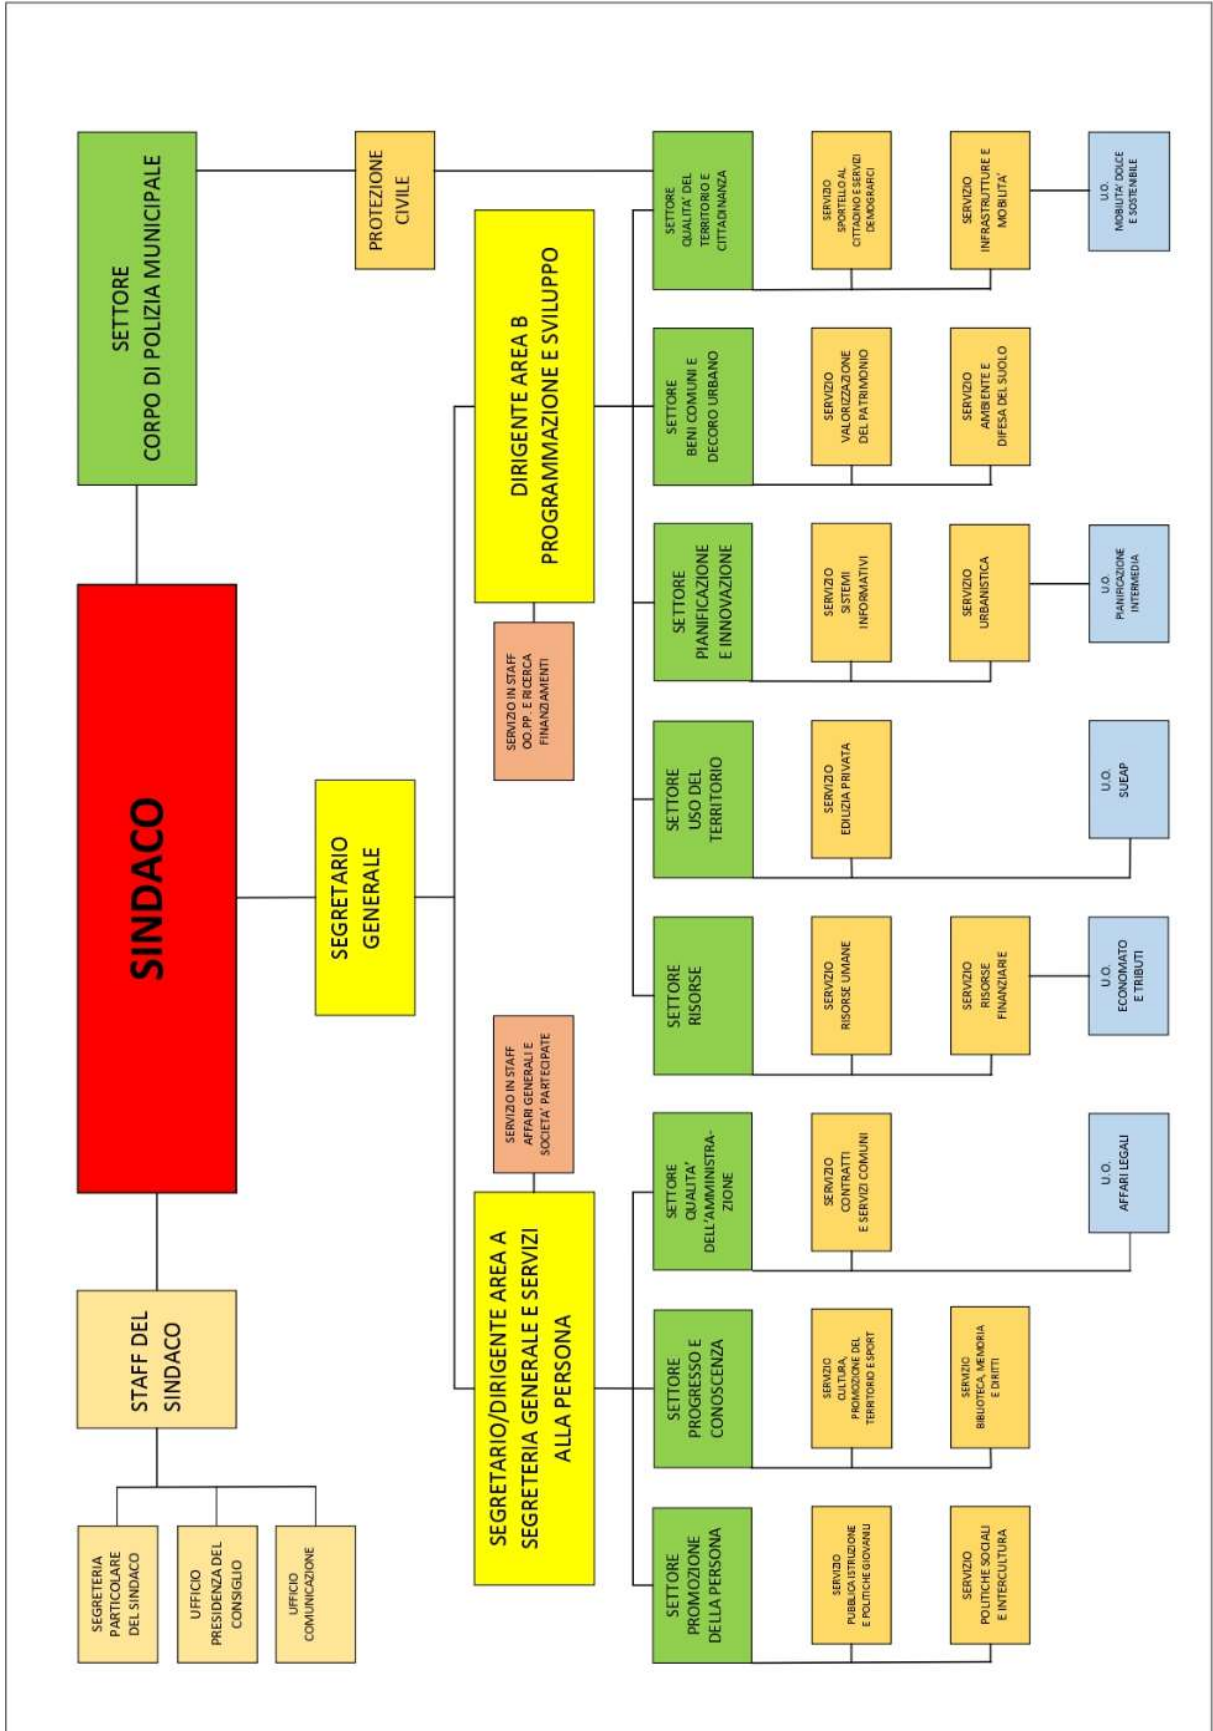 SEGRETERIA
PARTICOLARE
DEL SINDACO
UFFICIO
PRESIDENZA DEL
CONSIGLIO
UFFICIO
COMUNICAZIONE
STAFF DEL
SINDACO
SINDACO
SETTORE
CORPO DI POLIZIA MUNICIPALE
SEGRETARIO
GENERALE
PROTEZIONE
CIVILE
SEGRETARIO/DIRIGENTE AREA A
SEGRETERIA GENERALE E SERVIZI
ALLA PERSONA
SERVIZIO IN STAFF
AFFARI GENERALI E
SOCIETA' PARTECIPATE
SERVIZIO IN STAFF
OO.PP. E RICERCA
FINANZIAMENTI
DIRIGENTE AREA B
PROGRAMMAZIONE E SVILUPPO
SETTORE
PROMOZIONE
DELLA PERSONA
SETTORE
PROGRESSO E
CONOSCENZA
SETTORE
QUALITA'
DELL'AMMINISTRA-
ZIONE
SETTORE
RISORSE
SETTORE
USO DEL
TERRITORIO
SETTORE
PIANIFICAZIONE
E INNOVAZIONE
SETTORE
BENI COMUNI E
DECORO URBANO
SETTORE
QUALITA' DEL
TERRITORIO E
CITTADINANZA
SERVIZIO
PUBBLICA ISTRUZIONE
E POLITICHE GIOVANILI
SERVIZIO
CULTURA,
PROMOZIONE DEL
TERRITORIO E SPORT
SERVIZIO
CONTRATTI
E SERVIZI COMUNI
SERVIZIO
RISORSE UMANE
SERVIZIO
EDILIZIA PRIVATA
SERVIZIO
SISTEMI
INFORMATIVI
SERVIZIO
VALORIZZAZIONE
DEL PATRIMONIO
SERVIZIO
SPORTELLO AL
CITTADINO E SERVIZI
DEMOGRARCI
SERVIZIO
POLITICHE SOCIALI
E INTERCULTURA
SERVIZIO
BIBLIOTECA, MEMORIA
E DIRITTI
SERVIZIO
RISORSE
FINANZIARIE
SERVIZIO
URBANISTICA
SERVIZIO
AMBIENTE E
DIFESA DEL SUOLO
SERVIZIO
INFRASTRUTTURE E
MOBILITA'
U.O.
AFFARI LEGALI
U.O.
ECONOMATO
E TRIBUTI
U.O.
SUEAP
U.O.
PIANIFICAZIONE
INTERMEDIA
U.O.
MOBILITA' DOLCE
E SOSTENIBILE